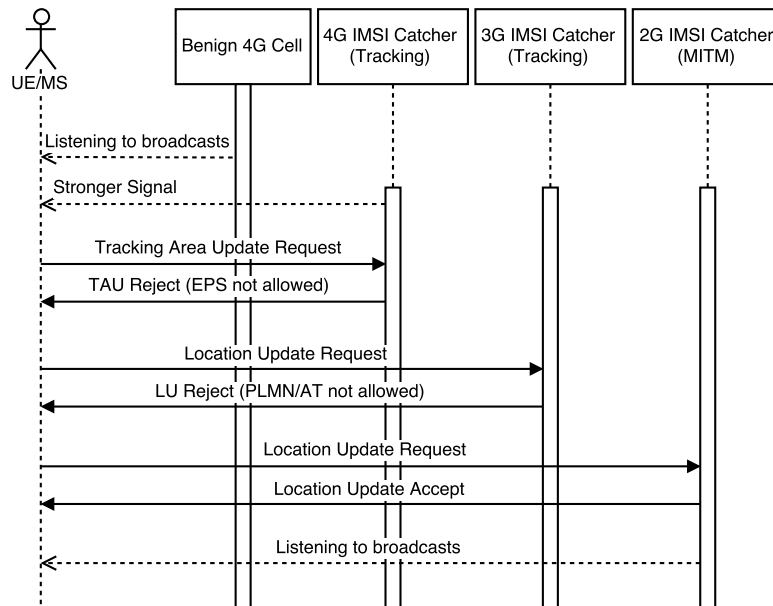 UE/MS
Benign 4G Cell
4G IMSI Catcher
(Tracking)
3G IMSI Catcher
(Tracking)
2G IMSI Catcher
(MITM)
Listening to broadcasts
Stronger Signal
Tracking Area Update Request
TAU Reject (EPS not allowed)
Location Update Request
LU Reject (PLMN/AT not allowed)
Location Update Request
Location Update Accept
Listening to broadcasts